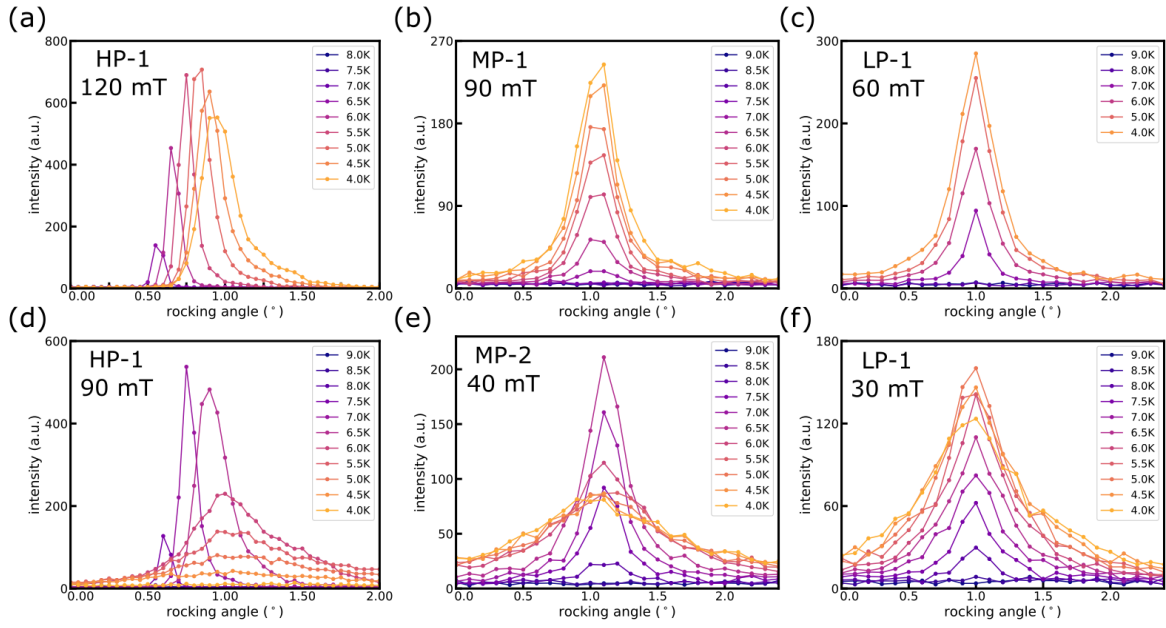 (a)
HP-1
120 mT
800
600
400
200
0
intensity (a.u.)
0.00 0.50 1.00 1.50 2.00
rocking angle (°)
8.0K
7.5K
7.0K
6.5K
6.0K
5.5K
5.0K
4.5K
4.0K
(b)
MP-1
90 mT
270
180
90
0
intensity (a.u.)
0.0 0.5 1.0 1.5 2.0
rocking angle (°)
9.0K
8.5K
8.0K
7.5K
7.0K
6.5K
6.0K
5.5K
5.0K
4.5K
4.0K
(c)
LP-1
60 mT
300
200
100
0
intensity (a.u.)
0.0 0.5 1.0 1.5 2.0
rocking angle (°)
9.0K
8.0K
7.0K
6.0K
5.0K
4.0K
(d)
HP-1
90 mT
600
400
200
0
intensity (a.u.)
0.00 0.50 1.00 1.50 2.00
rocking angle (°)
9.0K
8.5K
8.0K
7.5K
7.0K
6.5K
6.0K
5.5K
5.0K
4.5K
4.0K
(e)
MP-2
40 mT
200
150
100
50
0
intensity (a.u.)
0.0 0.5 1.0 1.5 2.0
rocking angle (°)
9.0K
8.5K
8.0K
7.5K
7.0K
6.5K
6.0K
5.5K
5.0K
4.5K
4.0K
(f)
LP-1
30 mT
180
120
60
0
intensity (a.u.)
0.0 0.5 1.0 1.5 2.0
rocking angle (°)
9.0K
8.5K
8.0K
7.5K
7.0K
6.5K
6.0K
5.5K
5.0K
4.5K
4.0K